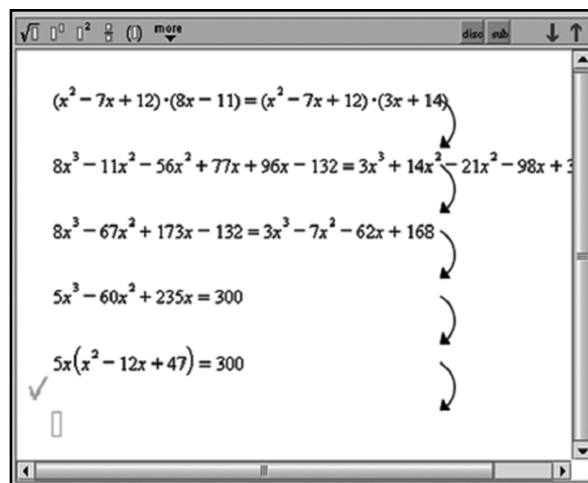 more
disc sub
(x² − 7x + 12)·(8x − 11) = (x² − 7x + 12)·(3x + 14)
8x³ − 11x² − 56x² + 77x + 96x − 132 = 3x³ + 14x² − 21x² − 98x + 3
8x³ − 67x² + 173x − 132 = 3x³ − 7x² − 62x + 168
5x³ − 60x² + 235x = 300
5x(x² − 12x + 47) = 300